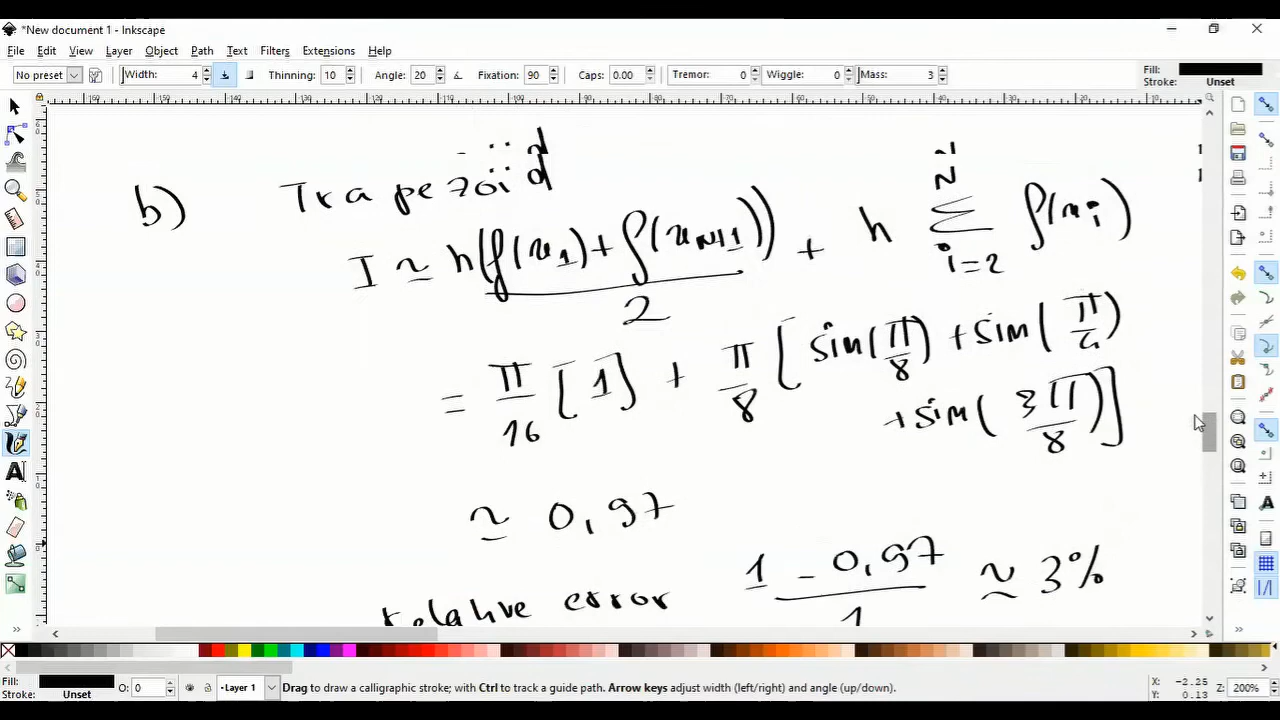 *New document 1 - Inkscape
File Edit View Layer Object Path Text Filters Extensions Help
No preset Width: 4 Thinning: 10 Angle: 20 Fixation: 90 Caps: 0.00 Tremor: 0 Wiggle: 0 Mass: 3 Fill: Stroke: Unset
b) Trapezoid
I ≃ h(f(x₁)+f(x_{N+1}))/2 + h ∑_{i=2}^{N} f(x_i)
= π/16 [1] + π/8 [sin(π/8) + sin(π/4)
+ sin(3π/8)]
≃ 0,97
relative error (1 - 0,97)/1 ≃ 3%
Fill: Stroke: Unset O: 0 Layer 1 Drag to draw a calligraphic stroke; with Ctrl to track a guide path. Arrow keys adjust width (left/right) and angle (up/down). X: -2.25 Y: 0.13 Z: 200%